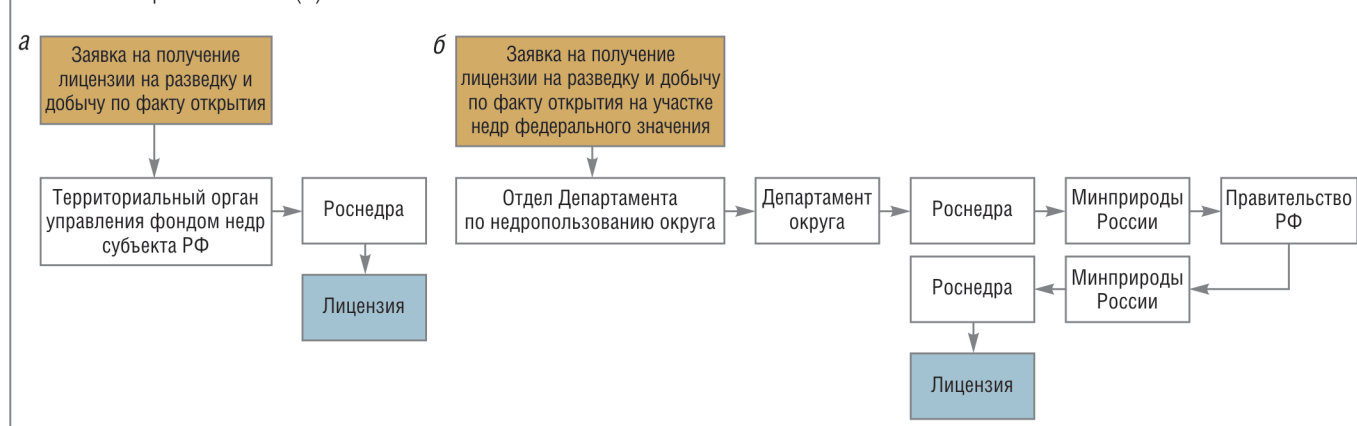 а
Заявка на получение
лицензии на разведку и
добычу по факту открытия
Территориальный орган
управления фондом недр
субъекта РФ
Роснедра
Лицензия
б
Заявка на получение
лицензии на разведку и добычу
по факту открытия на участке
недр федерального значения
Отдел Департамента
по недропользованию округа
Департамент
округа
Роснедра
Минприроды
России
Правительство
РФ
Минприроды
России
Роснедра
Лицензия